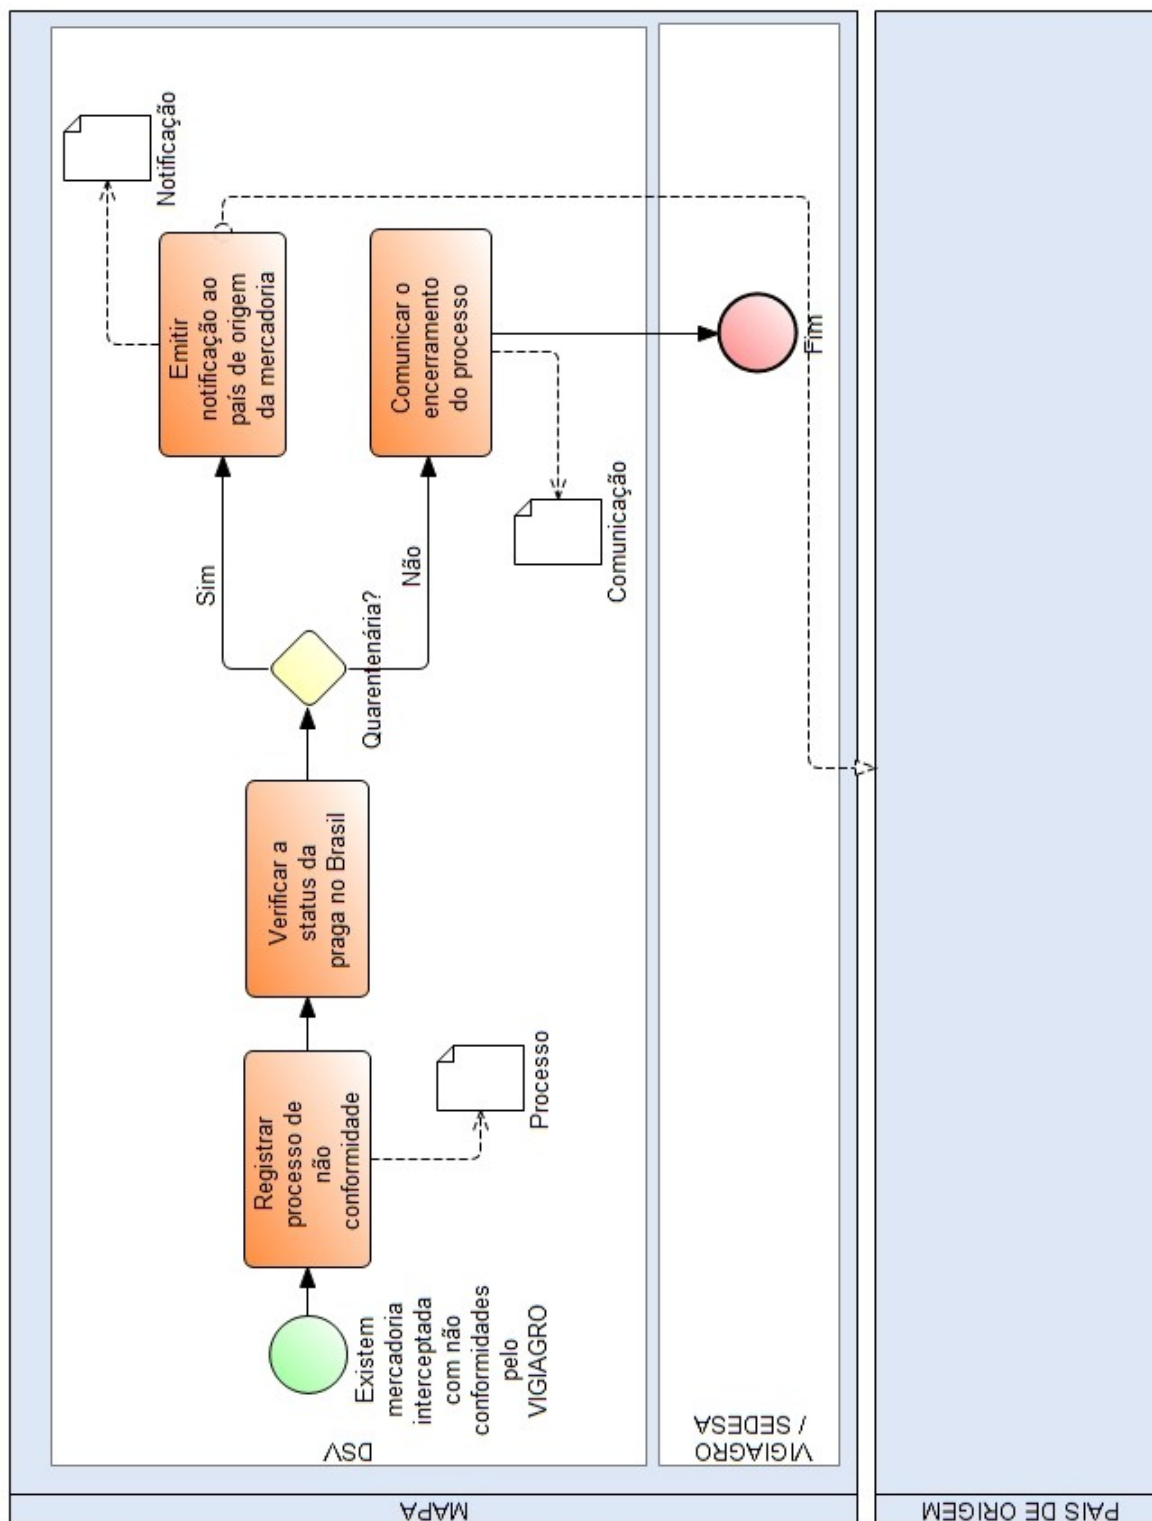 MAPA
DSV
Existem
mercadoria
interceptada
com não
conformidades
pelo
VIGIAGRO
Registrar
processo de
não
conformidade
Processo
Verificar a
status da
praga no Brasil
Quarentenária?
Sim
Emitir
notificação ao
país de origem
da mercadoria
Notificação
Não
Comunicar o
encerramento
do processo
Comunicação
VIGIAGRO
/ SEDESA
Fim
PAIS DE ORIGEM